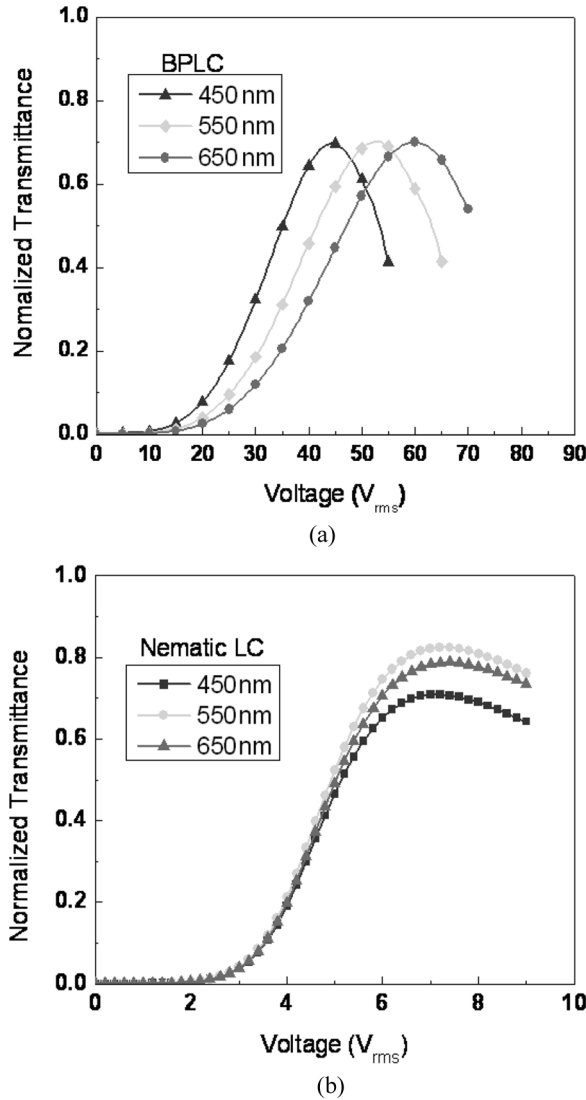 Nomalized Transmittance
1.0
0.8
0.6
0.4
0.2
0.0
BPLC
450 nm
550 nm
650 nm
0 10 20 30 40 50 60 70 80 90
Voltage (Vrms)
(a)
Normalized Transmittance
1.0
0.8
0.6
0.4
0.2
0.0
Nematic LC
450nm
550nm
650nm
0 2 4 6 8 10
Voltage (Vrms)
(b)